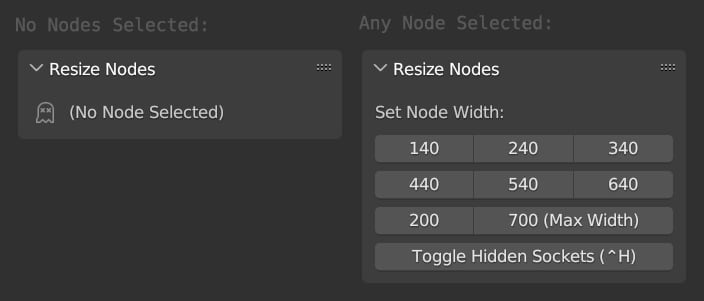 No Nodes Selected:
Resize Nodes
(No Node Selected)
Any Node Selected:
Resize Nodes
Set Node Width:
140 240 340
440 540 640
200 700 (Max Width)
Toggle Hidden Sockets (^H)